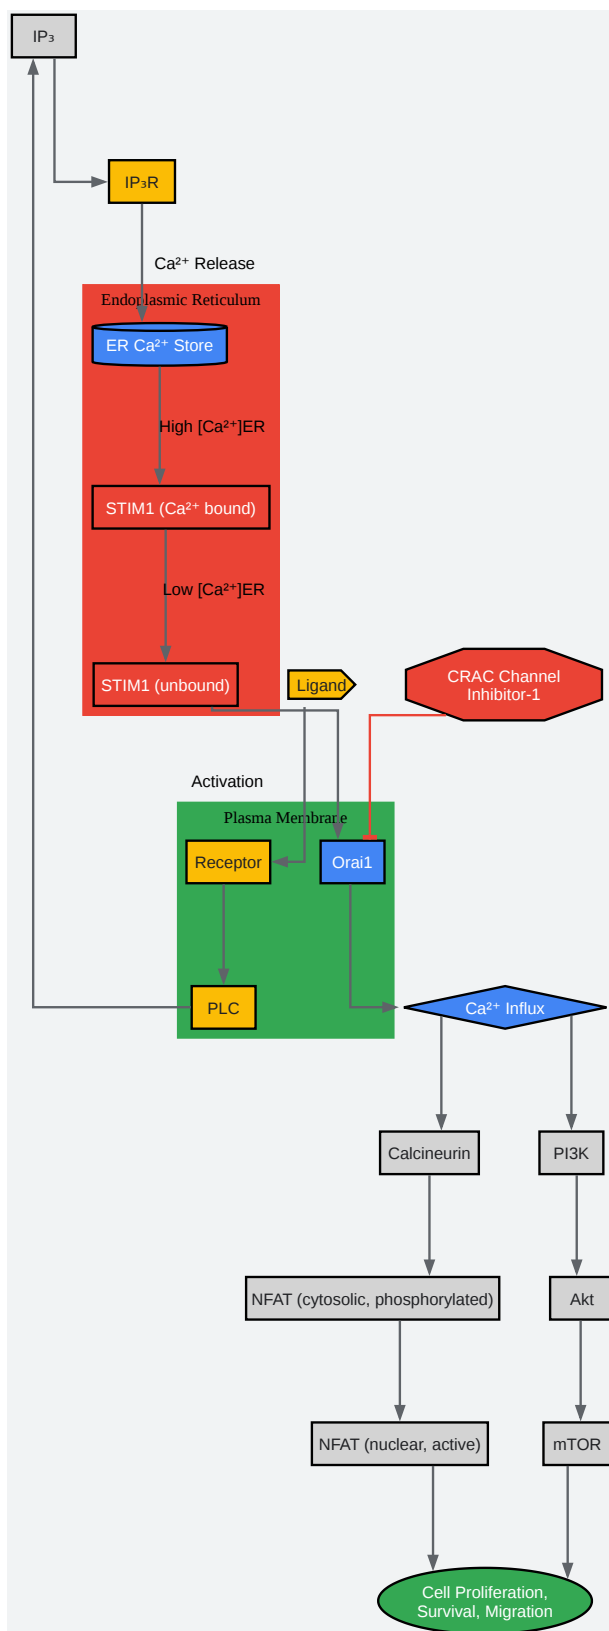 IP₃
IP₃R
Ca²⁺ Release
Endoplasmic Reticulum
ER Ca²⁺ Store
High [Ca²⁺]ER
STIM1 (Ca²⁺ bound)
Low [Ca²⁺]ER
STIM1 (unbound)
Ligand
CRAC Channel
Inhibitor-1
Activation
Plasma Membrane
Receptor
Orai1
PLC
Ca²⁺ Influx
Calcineurin
PI3K
NFAT (cytosolic, phosphorylated)
Akt
NFAT (nuclear, active)
mTOR
Cell Proliferation,
Survival, Migration